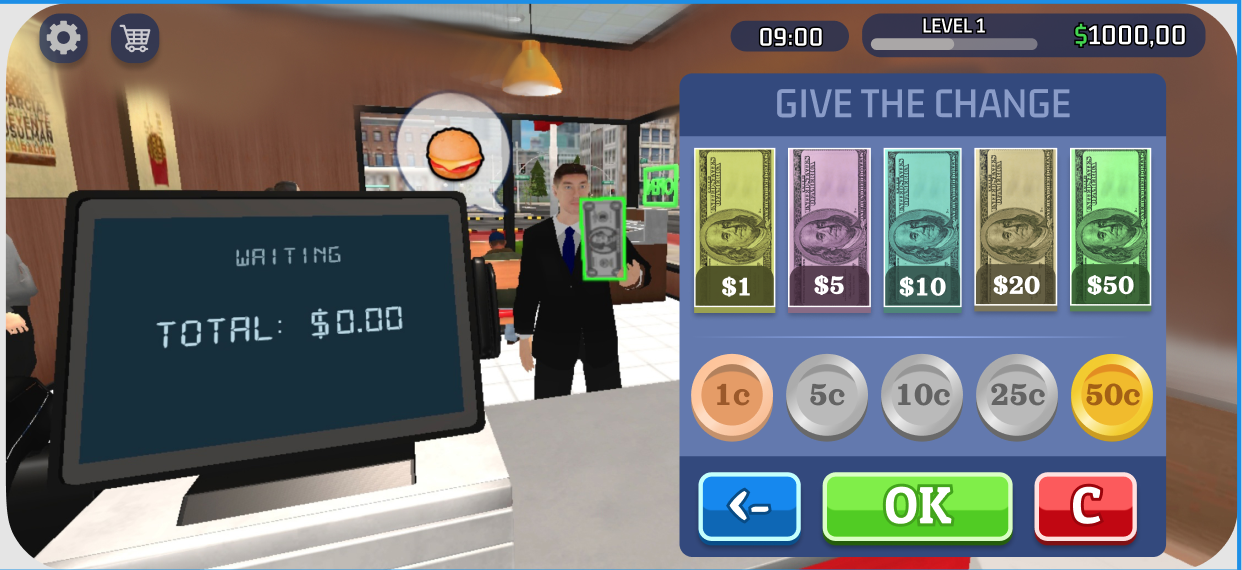 09:00
LEVEL 1
$1000,00
GIVE THE CHANGE
WAITING
TOTAL: $0.00
$1
$5
$10
$20
$50
1c
5c
10c
25c
50c
<-
OK
C